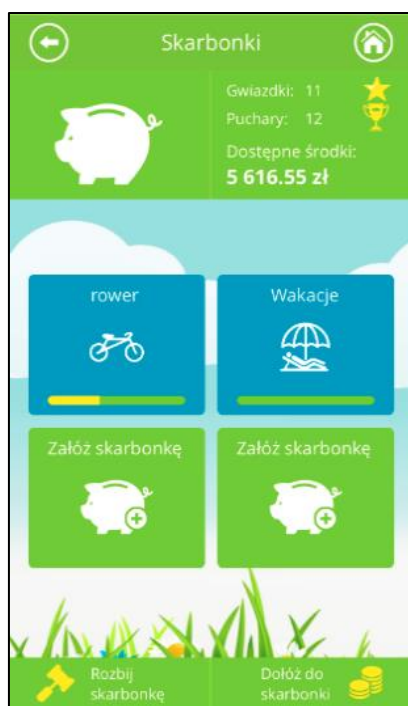 Skarbonki
Gwiazdki: 11
Puchary: 12
Dostępne środki:
5 616.55 zł
rower
Wakacje
Załóż skarbonkę
Załóż skarbonkę
Rozbij
skarbonkę
Dołóż do
skarbonki